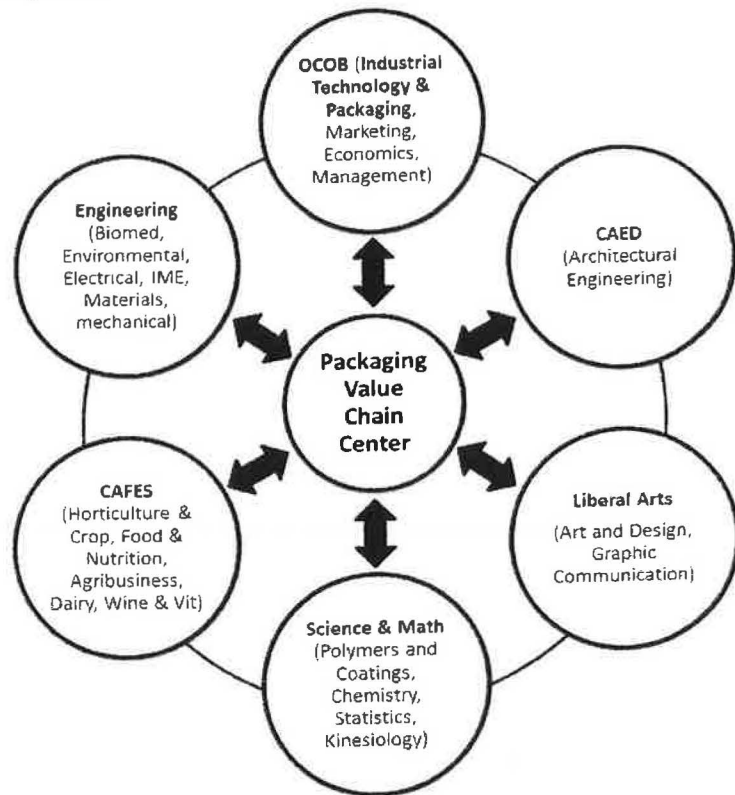 OCOB (Industrial
Technology &
Packaging,
Marketing,
Economics,
Management)
Engineering
(Biomed,
Environmental,
Electrical, IME,
Materials,
mechanical)
CAED
(Architectural
Engineering)
Packaging
Value
Chain
Center
CAFES
(Horticulture &
Crop, Food &
Nutrition,
Agribusiness,
Dairy, Wine & Vit)
Liberal Arts
(Art and Design,
Graphic
Communication)
Science & Math
(Polymers and
Coatings,
Chemistry,
Statistics,
Kinesiology)